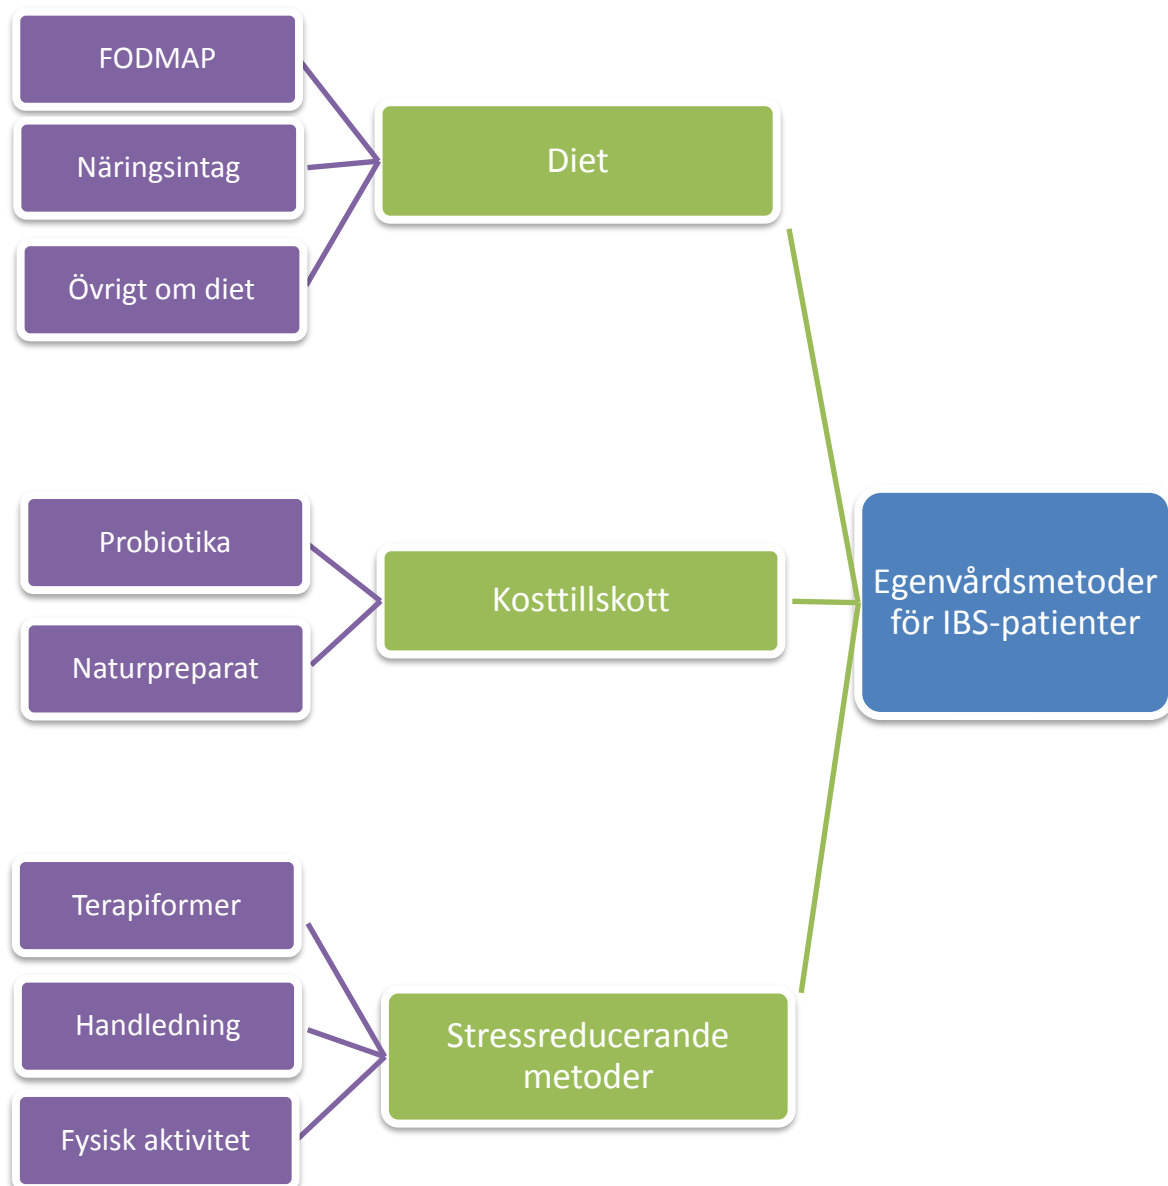 FODMAP
Näringsintag
Övrigt om diet
Diet
Probiotika
Naturpreparat
Kosttillskott
Egenvårdsmetoder
för IBS-patienter
Terapiformer
Handledning
Fysisk aktivitet
Stressreducerande
metoder